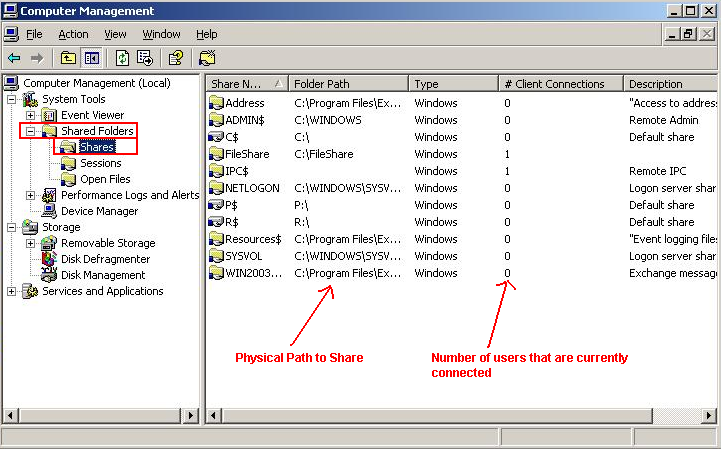 Computer Management
File Action View Window Help
Computer Management (Local)
System Tools
Event Viewer
Shared Folders
Shares
Sessions
Open Files
Performance Logs and Alerts
Device Manager
Storage
Removable Storage
Disk Defragmenter
Disk Management
Services and Applications
Share N... Folder Path Type # Client Connections Description
Address C:\Program Files\Ex... Windows 0 "Access to address
ADMIN$ C:\WINDOWS Windows 0 Remote Admin
C$ C:\ Windows 0 Default share
FileShare C:\FileShare Windows 1
IPC$ Windows 1 Remote IPC
NETLOGON C:\WINDOWS\SYSV... Windows 0 Logon server shar
P$ P:\ Windows 0 Default share
R$ R:\ Windows 0 Default share
Resources$ C:\Program Files\Ex... Windows 0 "Event logging files
SYSVOL C:\WINDOWS\SYSV... Windows 0 Logon server shar
WIN2003... C:\Program Files\Ex... Windows 0 Exchange message
Physical Path to Share
Number of users that are currently
connected